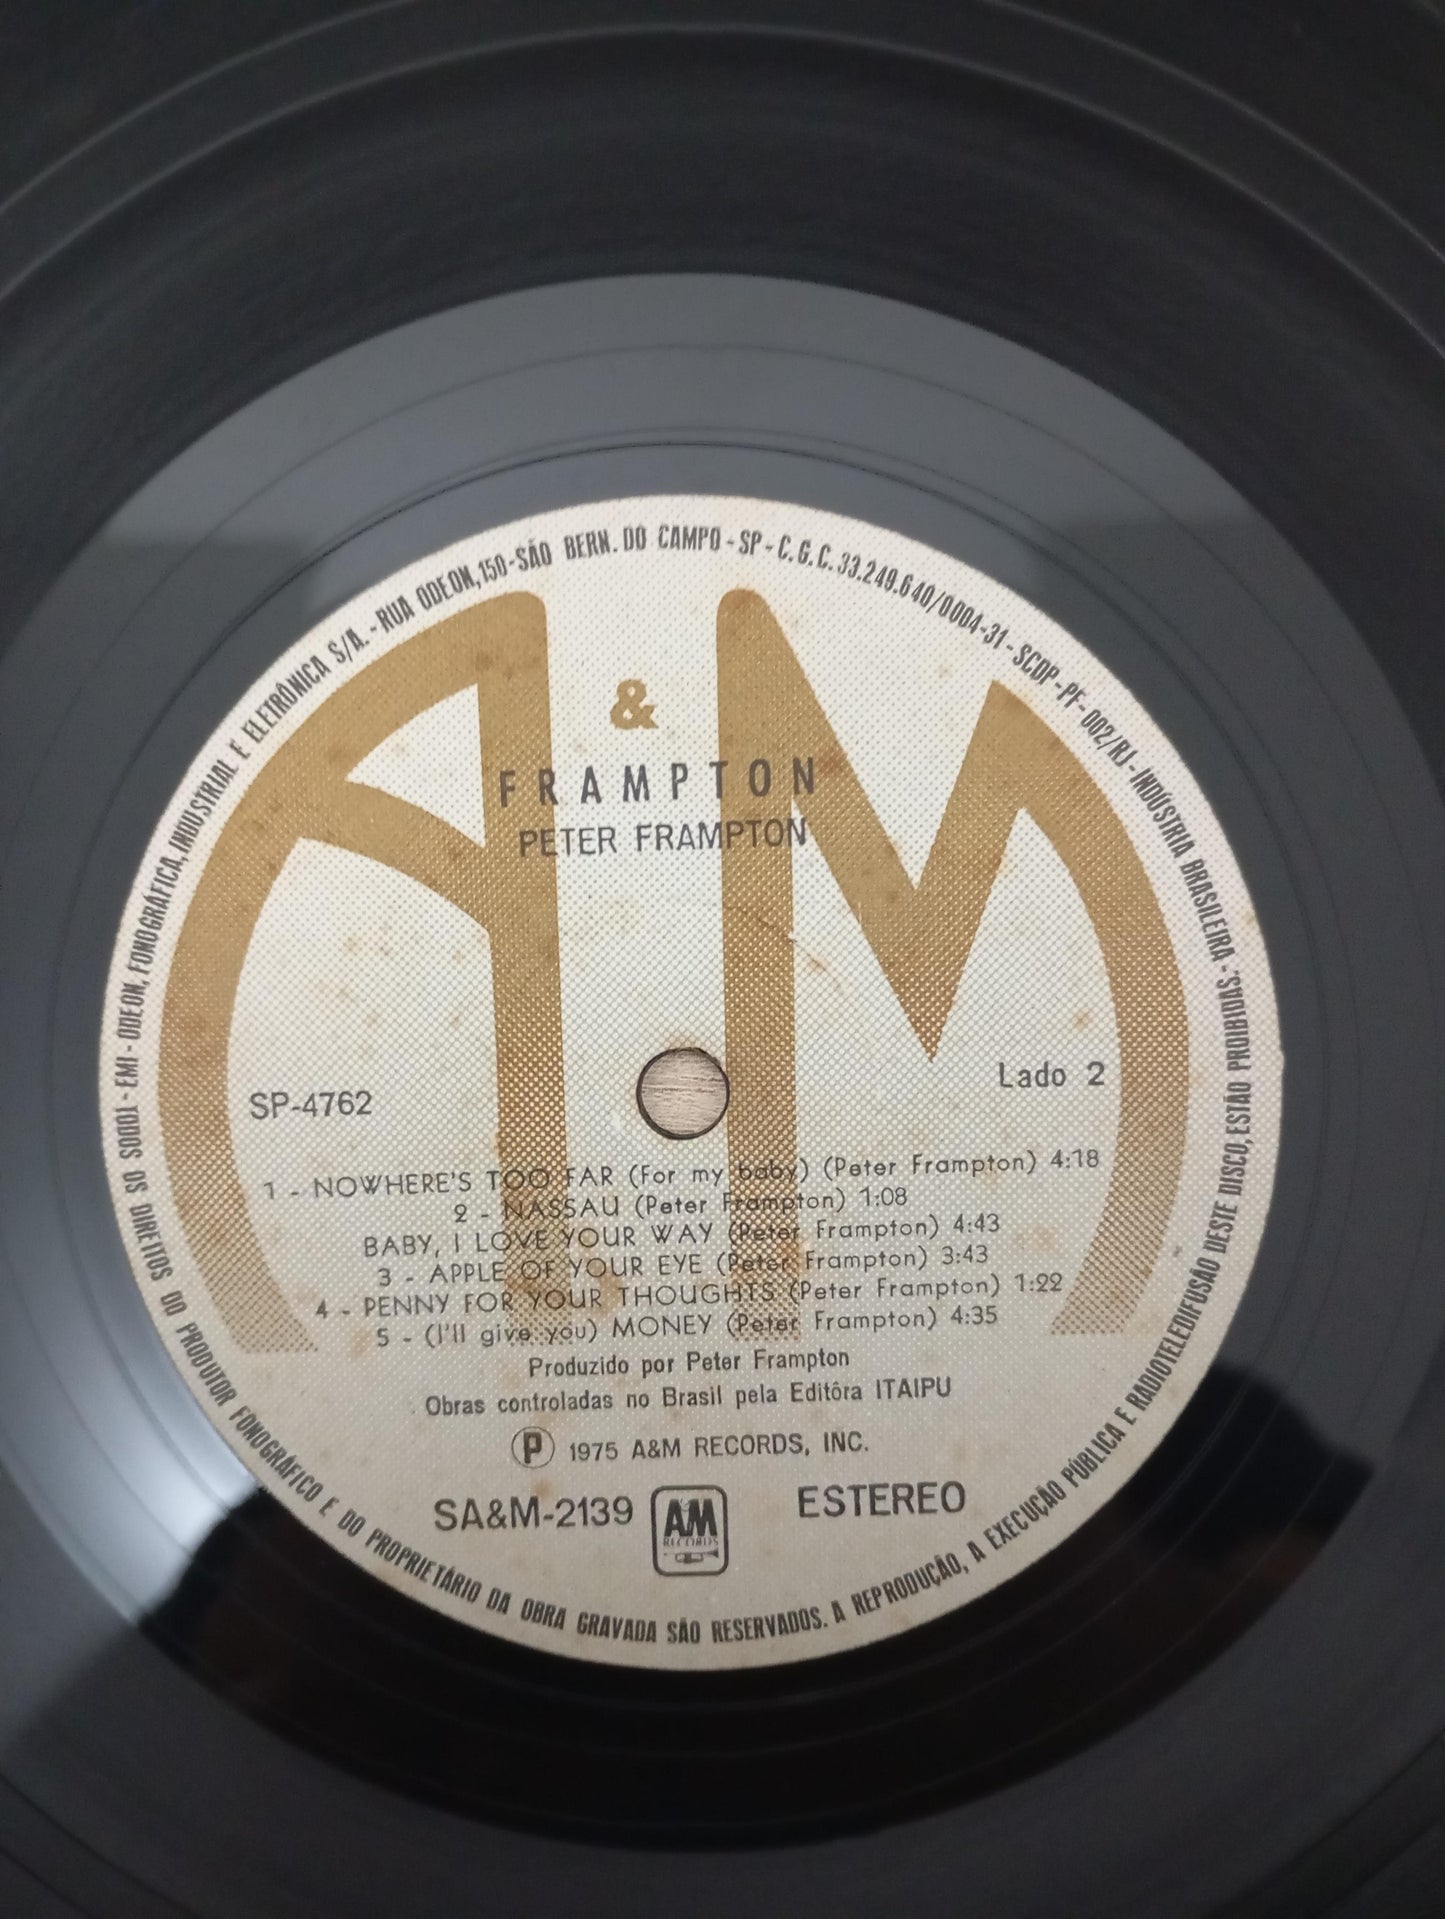 TODOS OS DIREITOS DO PRODUTOR FONOGRÁFICO E DO PROPRIETÁRIO DA OBRA GRAVADA SÃO RESERVADOS. A REPRODUÇÃO, A EXECUÇÃO PÚBLICA E RADIOTELEDIFUSÃO DESTE DISCO, ESTÃO PROIBIDAS. - EMI - ODEON, FONOGRÁFICA, INDUSTRIAL E ELETRÔNICA S/A. - RUA ODEON, 150 - SÃO BERN. DO CAMPO - SP - C.G.C. 33.249.640/0004-31 - SCDP - PF - 002/RJ - INDÚSTRIA BRASILEIRA -
A & M
FRAMPTON
PETER FRAMPTON
SP-4762
Lado 2
1 - NOWHERE'S TOO FAR (For my baby) (Peter Frampton) 4:18
2 - NASSAU (Peter Frampton) 1:08
BABY, I LOVE YOUR WAY (Peter Frampton) 4:43
3 - APPLE OF YOUR EYE (Peter Frampton) 3:43
4 - PENNY FOR YOUR THOUGHTS (Peter Frampton) 1:22
5 - (I'll give you) MONEY (Peter Frampton) 4:35
Produzido por Peter Frampton
Obras controladas no Brasil pela Editôra ITAIPU
Ⓟ 1975 A&M RECORDS, INC.
SA&M-2139
A&M
RECORDS
ESTEREO